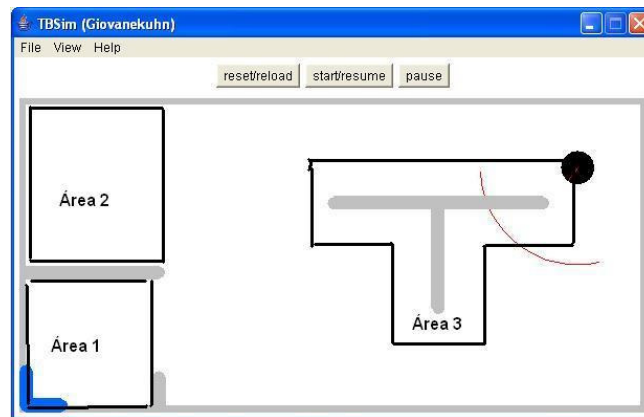 TBSim (Giovanekuhn)
File View Help
reset/reload start/resume pause
Área 2
Área 3
Área 1